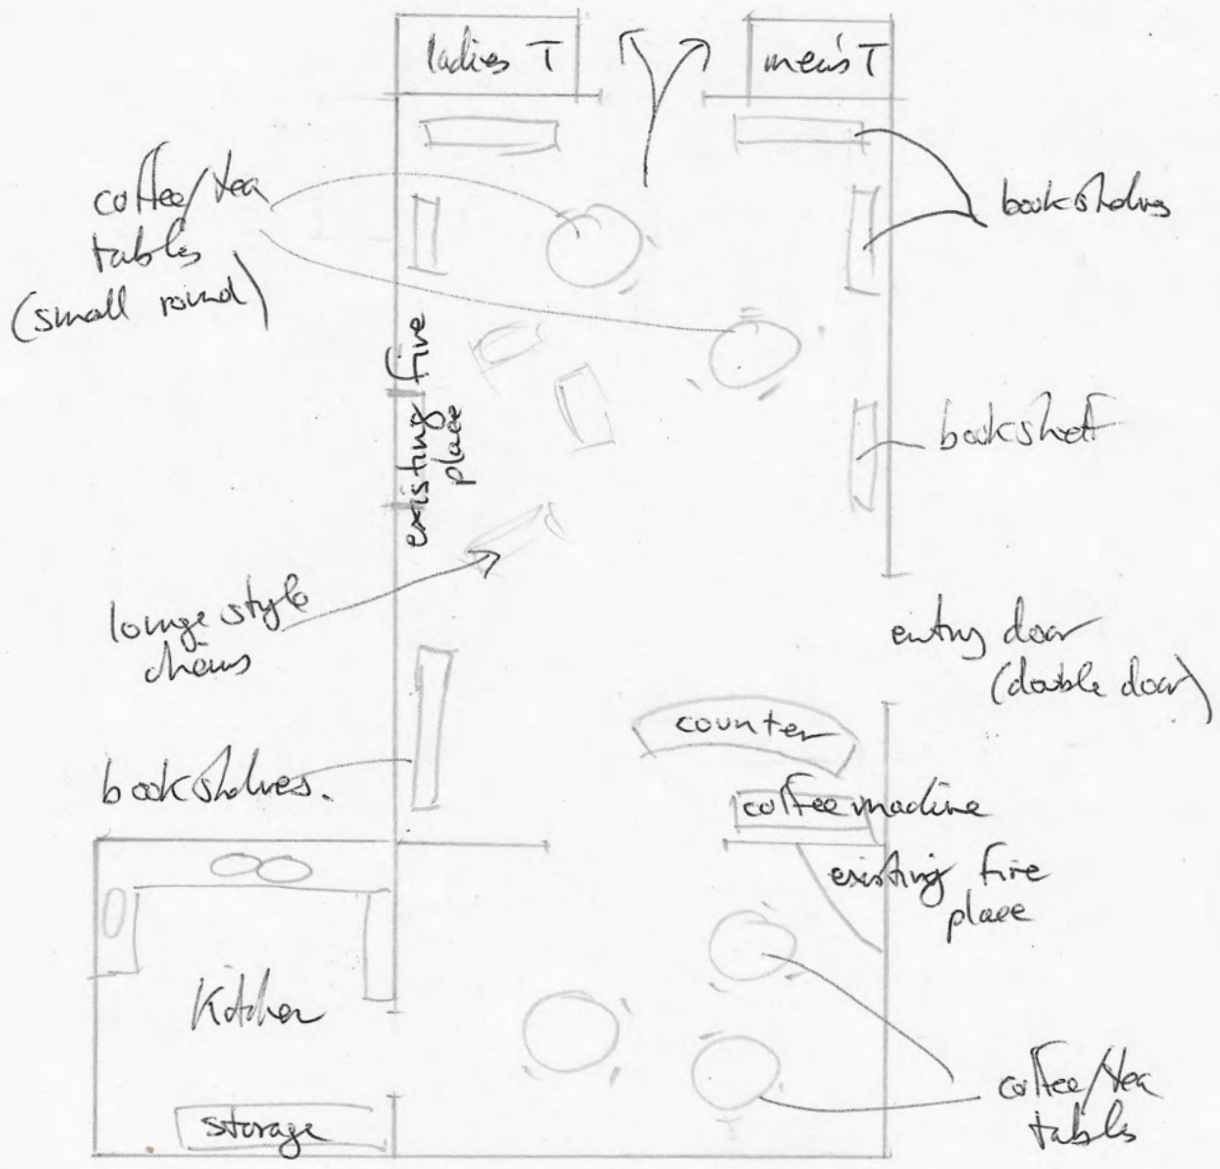 ladies T
men's T
coffee/tea
tables
(small round)
bookshelves
existing fire
place
bookshelf
lounge style
chairs
entry door
(double door)
counter
bookshelves.
coffee machine
existing fire
place
Kitchen
storage
coffee/tea
tables